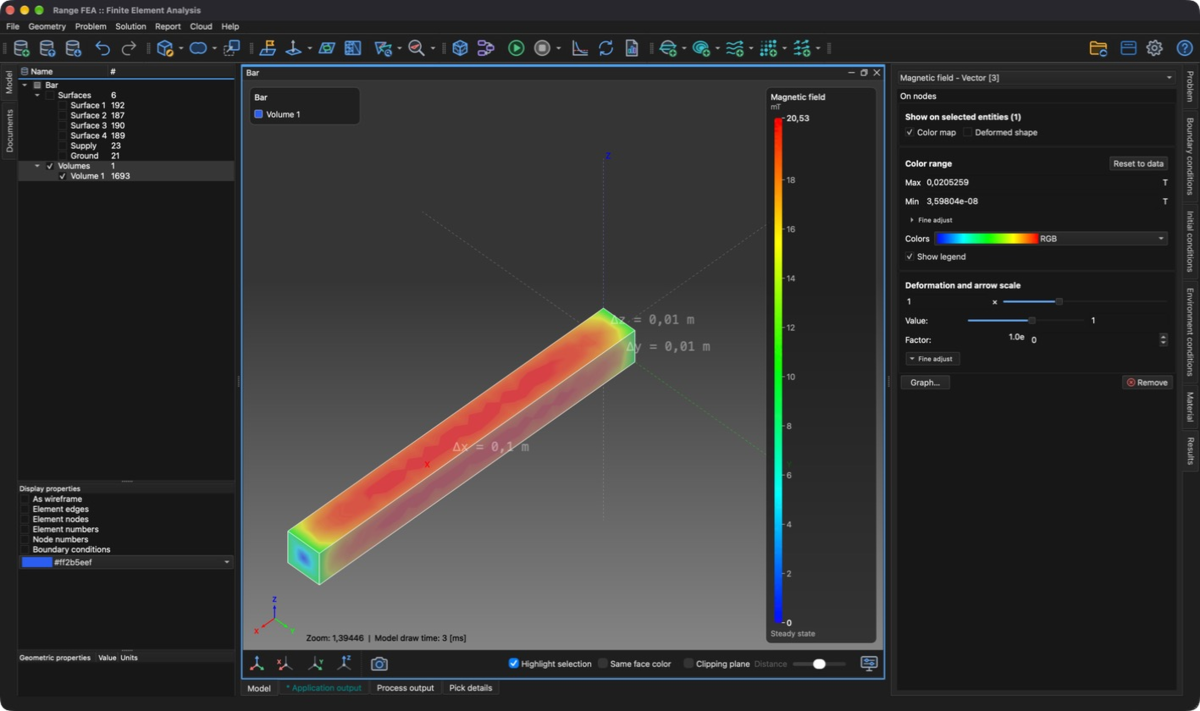 Range FEA :: Finite Element Analysis
File Geometry Problem Solution Report Cloud Help
Model
Documents
Name #
Bar
Surfaces 6
Surface 1 192
Surface 2 187
Surface 3 190
Surface 4 189
Supply 23
Ground 21
Volumes 1
Volume 1 1693
Display properties
As wireframe
Element edges
Element nodes
Element numbers
Node numbers
Boundary conditions
#ff2b5eef
Geometric properties Value Units
Bar
Bar
Volume 1
Z
Δz = 0,01 m
Δy = 0,01 m
Δx = 0,1 m
X
Z
X
Y
Zoom: 1,39446 | Model draw time: 3 [ms]
Magnetic field
mT
20,53
18
16
14
12
10
8
6
4
2
0
Steady state
X
Y
Z
Highlight selection Same face color Clipping plane Distance
Model * Application output Process output Pick details
Magnetic field - Vector [3]
On nodes
Show on selected entities (1)
Color map Deformed shape
Color range Reset to data
Max 0,0205259 T
Min 3,59804e-08 T
Fine adjust
Colors RGB
Show legend
Deformation and arrow scale
1 ×
Value: 1
Factor: 1.0e 0
Fine adjust
Graph... Remove
Problem
Boundary conditions
Initial conditions
Environment conditions
Material
Results